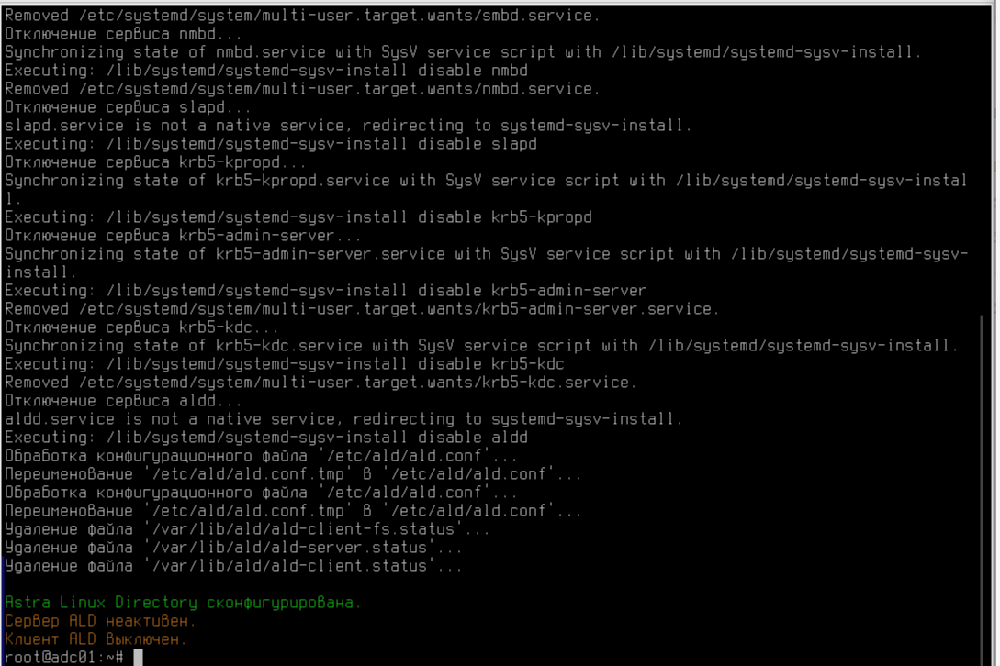 Removed /etc/systemd/system/multi-user.target.wants/smbd.service.
Отключение сервиса nmbd...
Synchronizing state of nmbd.service with SysV service script with /lib/systemd/systemd-sysv-install.
Executing: /lib/systemd/systemd-sysv-install disable nmbd
Removed /etc/systemd/system/multi-user.target.wants/nmbd.service.
Отключение сервиса slapd...
slapd.service is not a native service, redirecting to systemd-sysv-install.
Executing: /lib/systemd/systemd-sysv-install disable slapd
Отключение сервиса krb5-kpropd...
Synchronizing state of krb5-kpropd.service with SysV service script with /lib/systemd/systemd-sysv-instal
l.
Executing: /lib/systemd/systemd-sysv-install disable krb5-kpropd
Отключение сервиса krb5-admin-server...
Synchronizing state of krb5-admin-server.service with SysV service script with /lib/systemd/systemd-sysv-
install.
Executing: /lib/systemd/systemd-sysv-install disable krb5-admin-server
Removed /etc/systemd/system/multi-user.target.wants/krb5-admin-server.service.
Отключение сервиса krb5-kdc...
Synchronizing state of krb5-kdc.service with SysV service script with /lib/systemd/systemd-sysv-install.
Executing: /lib/systemd/systemd-sysv-install disable krb5-kdc
Removed /etc/systemd/system/multi-user.target.wants/krb5-kdc.service.
Отключение сервиса aldd...
aldd.service is not a native service, redirecting to systemd-sysv-install.
Executing: /lib/systemd/systemd-sysv-install disable aldd
Обработка конфигурационного файла '/etc/ald/ald.conf'...
Переименование '/etc/ald/ald.conf.tmp' в '/etc/ald/ald.conf'...
Обработка конфигурационного файла '/etc/ald/ald.conf'...
Переименование '/etc/ald/ald.conf.tmp' в '/etc/ald/ald.conf'...
Удаление файла '/var/lib/ald/ald-client-fs.status'...
Удаление файла '/var/lib/ald/ald-server.status'...
Удаление файла '/var/lib/ald/ald-client.status'...
Astra Linux Directory сконфигурирована.
Сервер ALD неактивен.
Клиент ALD выключен.
root@adc01:~#